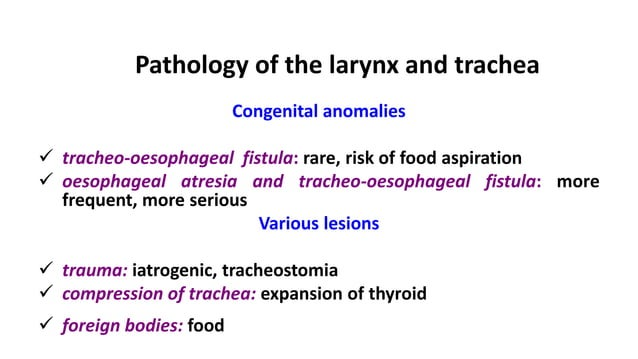 Pathology of the larynx and trachea
Congenital anomalies
✓ tracheo-oesophageal fistula: rare, risk of food aspiration
✓ oesophageal atresia and tracheo-oesophageal fistula: more
frequent, more serious
Various lesions
✓ trauma: iatrogenic, tracheostomia
✓ compression of trachea: expansion of thyroid
✓ foreign bodies: food